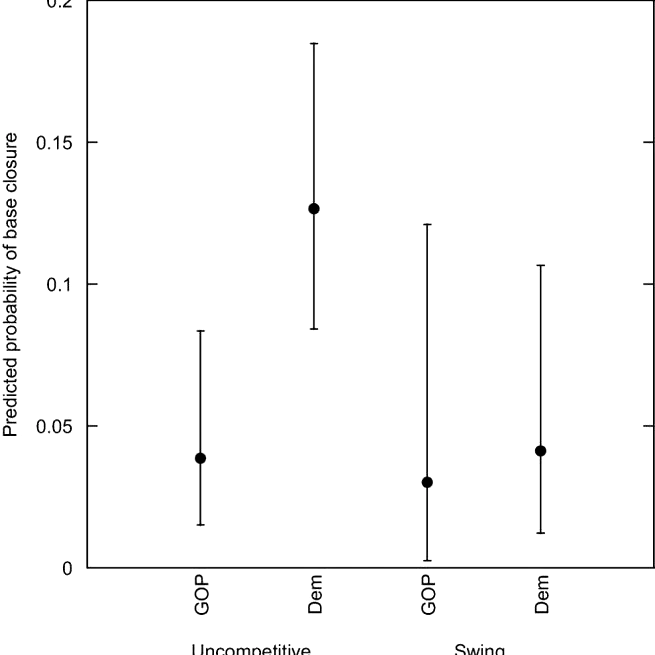 0.2
0.15
0.1
0.05
0
Predicted probability of base closure
GOP
Dem
GOP
Dem
Uncompetitive
Swing